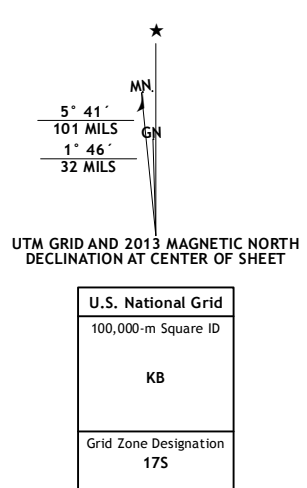 ★
MN.
5° 41´
101 MILS
GN
1° 46´
32 MILS
UTM GRID AND 2013 MAGNETIC NORTH
DECLINATION AT CENTER OF SHEET
U.S. National Grid
100,000-m Square ID
KB
Grid Zone Designation
17S